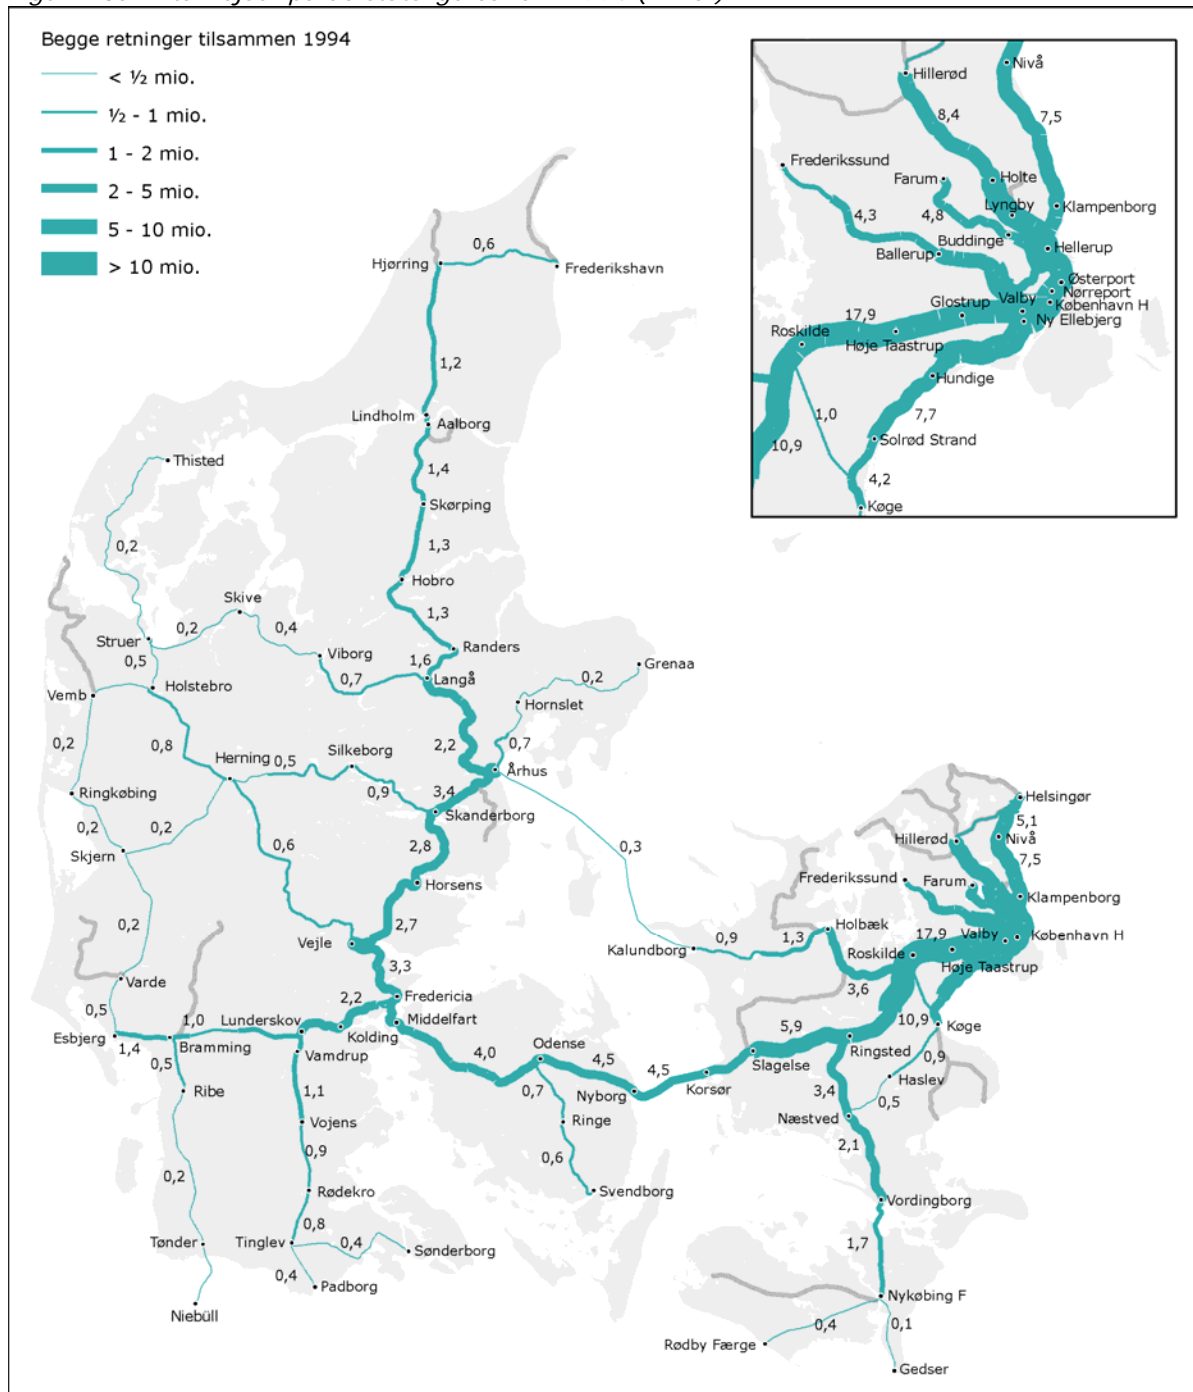 Begge retninger tilsammen 1994
< ½ mio.
½ - 1 mio.
1 - 2 mio.
2 - 5 mio.
5 - 10 mio.
> 10 mio.
Hillerød
Nivå
8,4
7,5
Frederikssund
Farum
Holte
4,3
4,8
Lyngby
Klampenborg
Buddinge
Hellerup
Ballerup
Østerport
Nørreport
Valby
København H
Glostrup
17,9
Ny Ellebjerg
Roskilde
Høje Taastrup
Hundige
1,0
7,7
10,9
Solrød Strand
4,2
Køge
0,6
Hjørring
Frederikshavn
1,2
Lindholm
Aalborg
Thisted
1,4
Skørping
0,2
1,3
Hobro
Skive
1,3
0,2
0,4
Struer
Viborg
Randers
1,6
0,5
0,7
Langå
Grenaa
0,2
Holstebro
Vemb
Hornslet
0,2
0,8
Herning
0,5
Silkeborg
2,2
0,7
Århus
Ringkøbing
0,9
3,4
Skanderborg
Helsingør
0,2
0,2
5,1
Skjern
2,8
0,3
Hillerød
Nivå
0,6
7,5
Horsens
Frederikssund
Farum
Klampenborg
0,2
2,7
Holbæk
Vejle
0,9
1,3
17,9
Valby
København H
Kalundborg
Roskilde
Høje Taastrup
3,3
Varde
3,6
0,5
2,2
Fredericia
1,0
Lunderskov
Middelfart
10,9
Køge
Esbjerg
1,4
Bramming
Kolding
5,9
Ringsted
Odense
Vamdrup
4,0
4,5
4,5
Slagelse
0,9
0,5
0,7
Korsør
Haslev
Ribe
1,1
Nyborg
3,4
0,5
Vojens
Ringe
Næstved
0,9
2,1
0,6
0,2
Rødekro
Svendborg
Vordingborg
0,8
Tønder
Tinglev
0,4
Sønderborg
1,7
0,4
Padborg
Nykøbing F
Niebüll
0,4
0,1
Rødby Færge
Gedser